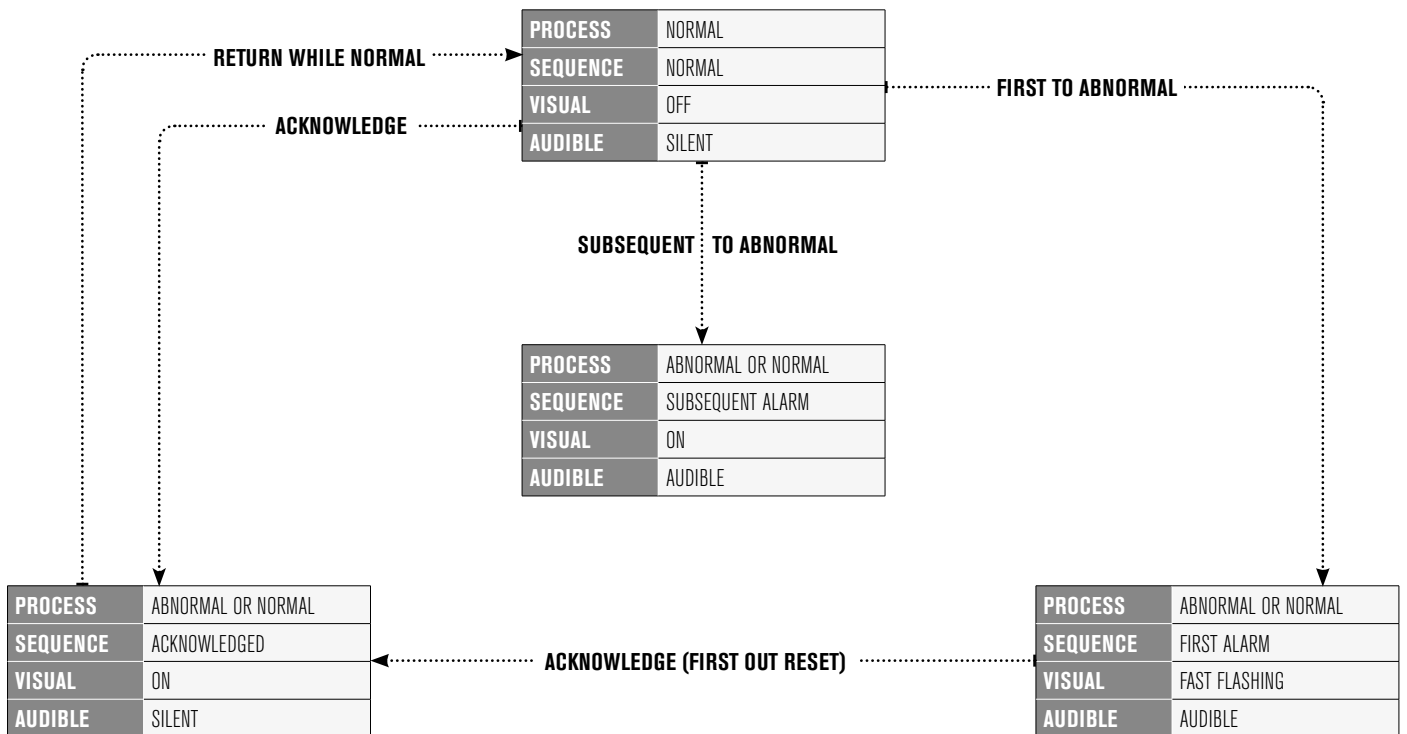 PROCESS NORMAL
RETURN WHILE NORMAL
SEQUENCE NORMAL
FIRST TO ABNORMAL
VISUAL OFF
ACKNOWLEDGE
AUDIBLE SILENT
SUBSEQUENT TO ABNORMAL
PROCESS ABNORMAL OR NORMAL
SEQUENCE SUBSEQUENT ALARM
VISUAL ON
AUDIBLE AUDIBLE
PROCESS ABNORMAL OR NORMAL
SEQUENCE ACKNOWLEDGED
VISUAL ON
AUDIBLE SILENT
ACKNOWLEDGE (FIRST OUT RESET)
PROCESS ABNORMAL OR NORMAL
SEQUENCE FIRST ALARM
VISUAL FAST FLASHING
AUDIBLE AUDIBLE